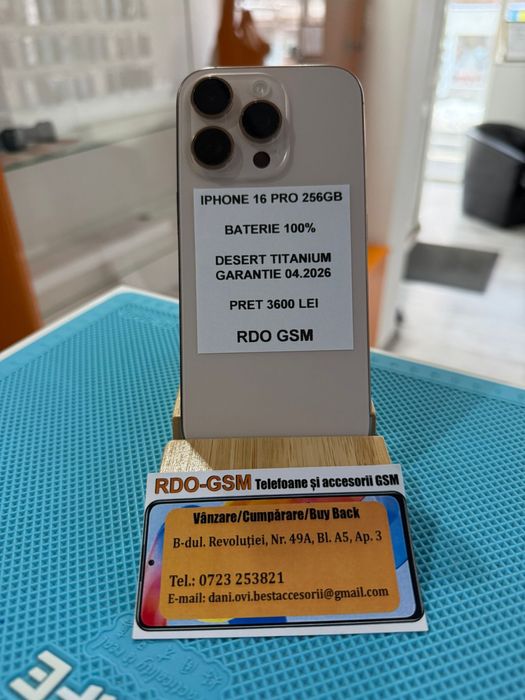 IPHONE 16 PRO 256GB
BATERIE 100%
DESERT TITANIUM
GARANTIE 04.2026
PRET 3600 LEI
RDO GSM
RDO-GSM Telefoane și accesorii GSM
Vânzare/Cumpărare/Buy Back
B-dul. Revoluției, Nr. 49A, Bl. A5, Ap. 3
Tel.: 0723 253821
E-mail: dani.ovi.bestaccesorii@gmail.com